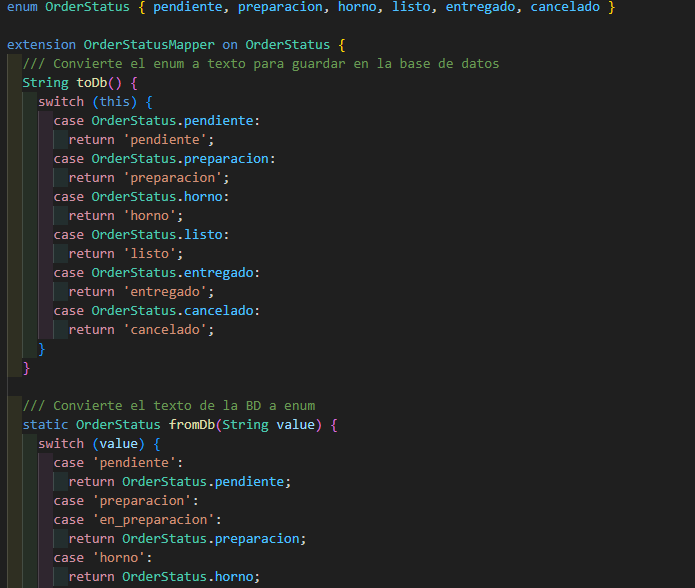 enum OrderStatus { pendiente, preparacion, horno, listo, entregado, cancelado }

extension OrderStatusMapper on OrderStatus {
  /// Convierte el enum a texto para guardar en la base de datos
  String toDb() {
    switch (this) {
      case OrderStatus.pendiente:
        return 'pendiente';
      case OrderStatus.preparacion:
        return 'preparacion';
      case OrderStatus.horno:
        return 'horno';
      case OrderStatus.listo:
        return 'listo';
      case OrderStatus.entregado:
        return 'entregado';
      case OrderStatus.cancelado:
        return 'cancelado';
    }
  }

  /// Convierte el texto de la BD a enum
  static OrderStatus fromDb(String value) {
    switch (value) {
      case 'pendiente':
        return OrderStatus.pendiente;
      case 'preparacion':
      case 'en_preparacion':
        return OrderStatus.preparacion;
      case 'horno':
        return OrderStatus.horno;